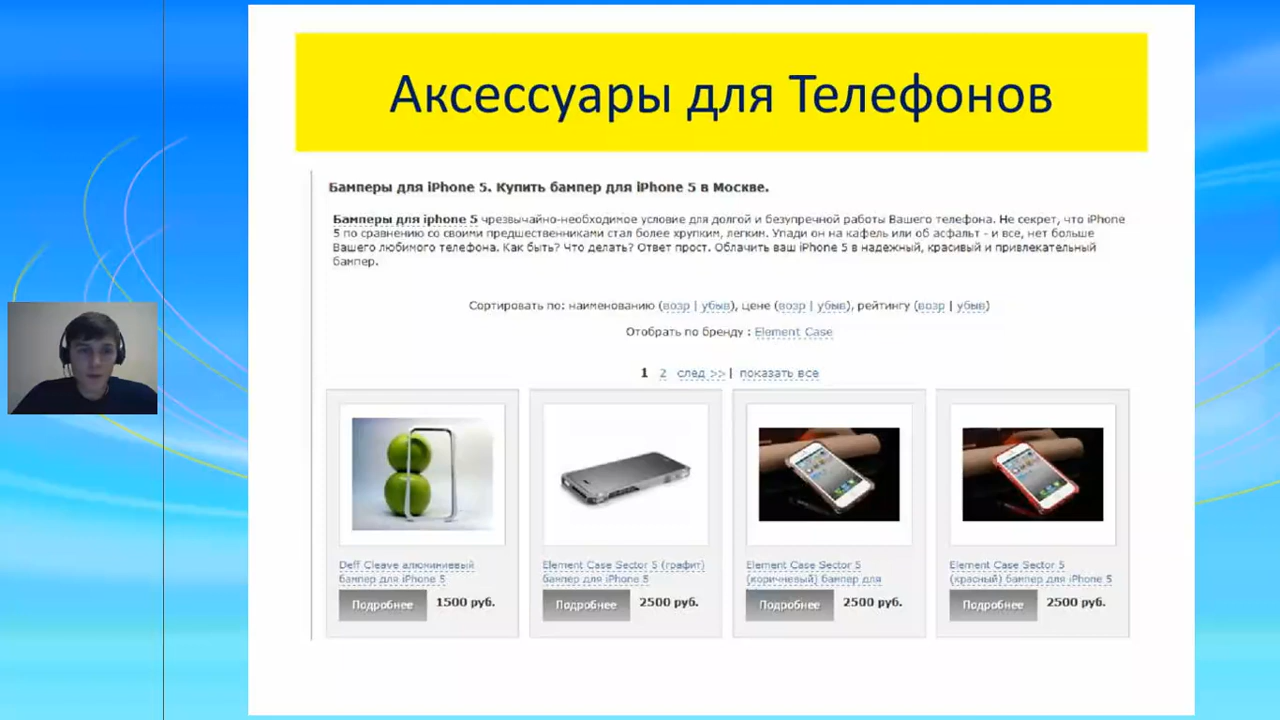 Аксессуары для Телефонов
Бамперы для iPhone 5. Купить бампер для iPhone 5 в Москве.
Бамперы для iphone 5 чрезвычайно-необходимое условие для долгой и безупречной работы Вашего телефона. Не секрет, что iPhone
5 по сравнению со своими предшественниками стал более хрупким, легким. Упади он на кафель или об асфальт - и все, нет больше
Вашего любимого телефона. Как быть? Что делать? Ответ прост. Облачить ваш iPhone 5 в надежный, красивый и привлекательный
бампер.
Сортировать по: наименованию (возр | убыв), цене (возр | убыв), рейтингу (возр | убыв)
Отобрать по бренду : Element Case
1 2 след >> | показать все
Deff Cleave алюминиевый
бампер для iPhone 5
Подробнее 1500 руб.
Element Case Sector 5 (графит)
бампер для iPhone 5
Подробнее 2500 руб.
Element Case Sector 5
(коричневый) бампер для
Подробнее 2500 руб.
Element Case Sector 5
(красный) бампер для iPhone 5
Подробнее 2500 руб.